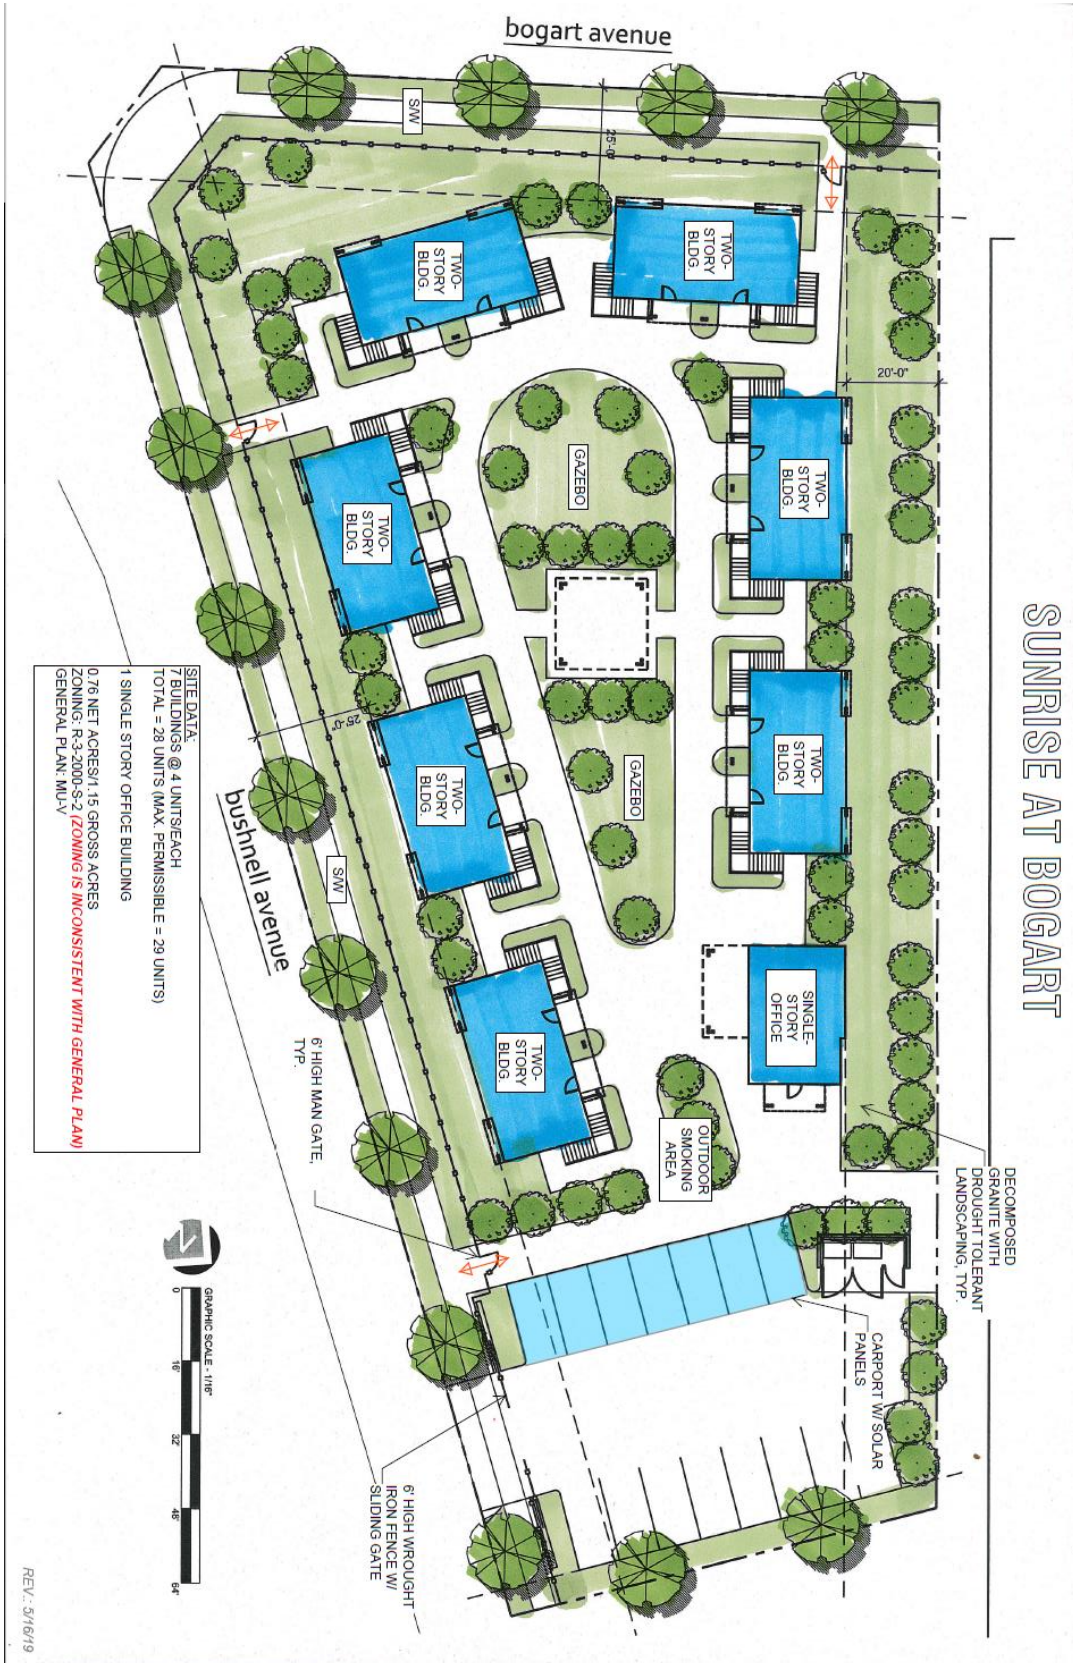 SUNRISE AT BOGART
bogart avenue
S/W
25'-0"
TWO-
STORY
BLDG.
TWO-
STORY
BLDG.
20'-0"
GAZEBO
TWO-
STORY
BLDG.
TWO-
STORY
BLDG.
GAZEBO
TWO-
STORY
BLDG.
TWO-
STORY
BLDG.
25'-0"
bushnell avenue
S/W
SINGLE-
STORY
OFFICE
TWO-
STORY
BLDG.
OUTDOOR
SMOKING
AREA
DECOMPOSED
GRANITE WITH
DROUGHT TOLERANT
LANDSCAPING, TYP.
6' HIGH MAN GATE,
TYP.
CARPORT W/ SOLAR
PANELS
6' HIGH WROUGHT
IRON FENCE W/
SLIDING GATE
SITE DATA:
7 BUILDINGS @ 4 UNITS/EACH
TOTAL = 28 UNITS (MAX. PERMISSIBLE = 29 UNITS)
1 SINGLE STORY OFFICE BUILDING
0.76 NET ACRES/1.15 GROSS ACRES
ZONING: R-3-2000-S-2 (ZONING IS INCONSISTENT WITH GENERAL PLAN)
GENERAL PLAN: MU-V
GRAPHIC SCALE - 1/16"
0 16' 32' 48' 64'
REV.: 5/16/19